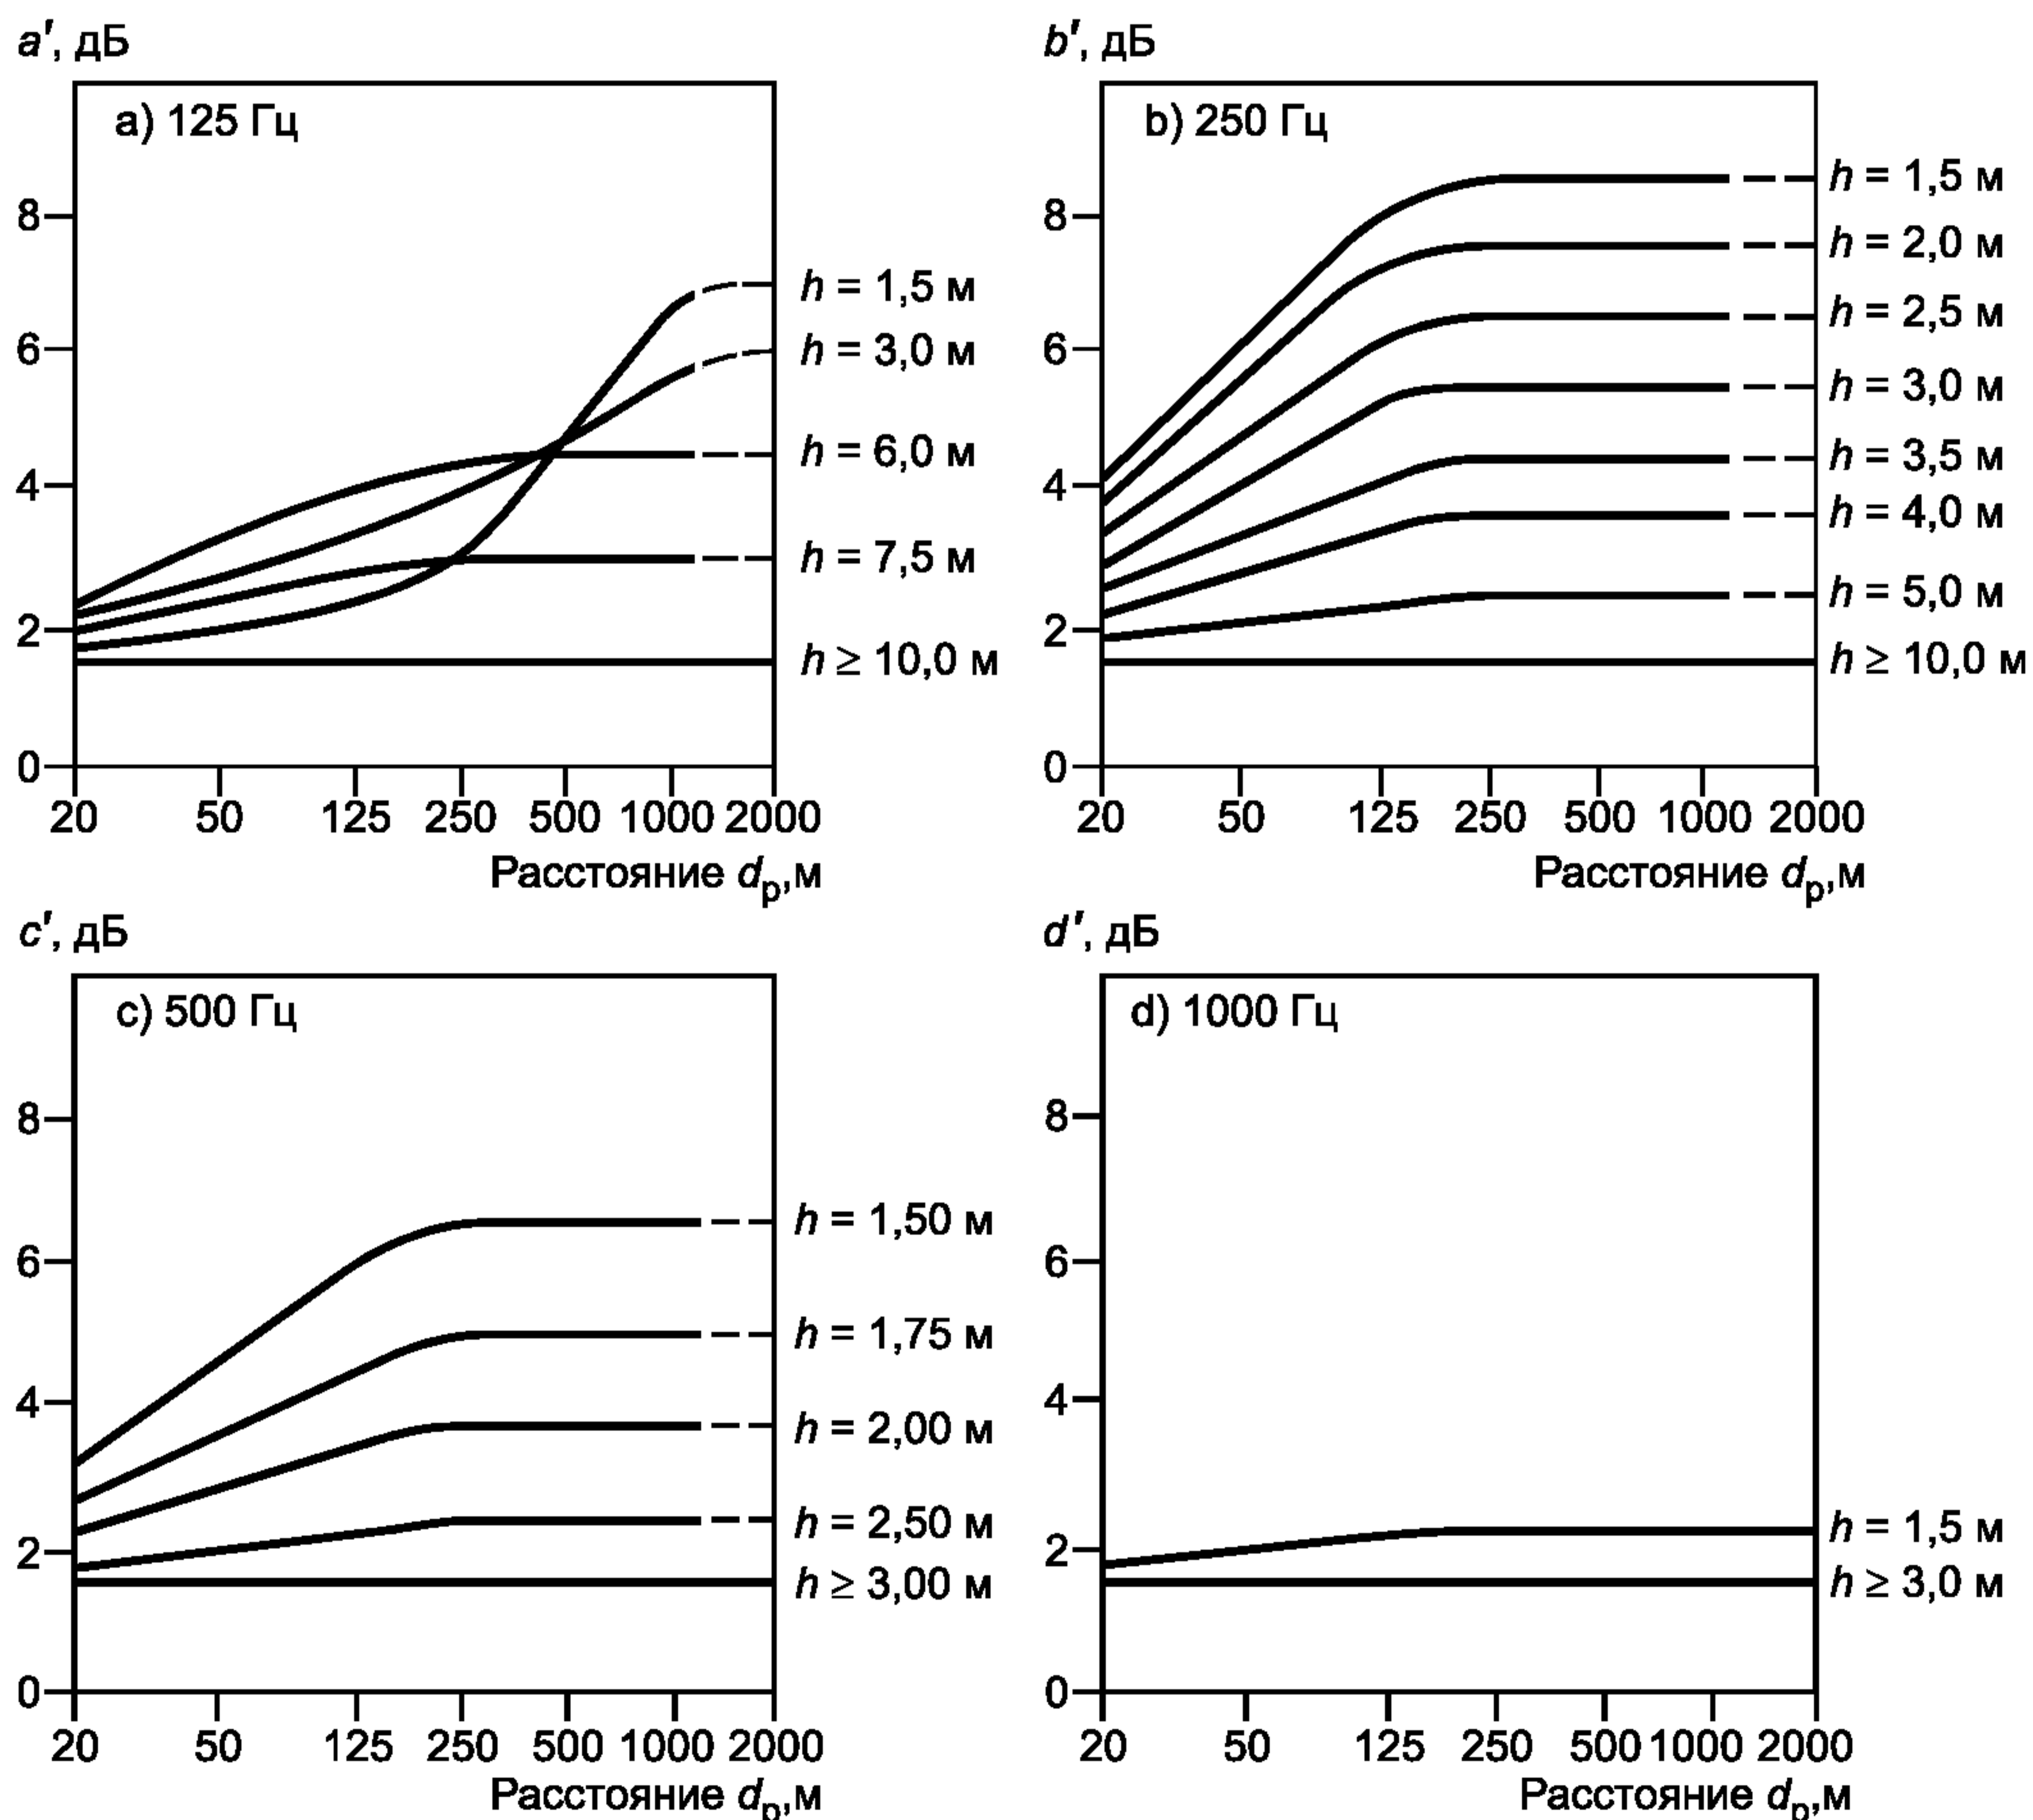 a′, дБ
a) 125 Гц
8
6
4
2
0
h = 1,5 м
h = 3,0 м
h = 6,0 м
h = 7,5 м
h ≥ 10,0 м
20 50 125 250 500 1000 2000
Расстояние dр,м
b′, дБ
b) 250 Гц
8
6
4
2
0
h = 1,5 м
h = 2,0 м
h = 2,5 м
h = 3,0 м
h = 3,5 м
h = 4,0 м
h = 5,0 м
h ≥ 10,0 м
20 50 125 250 500 1000 2000
Расстояние dр,м
c′, дБ
c) 500 Гц
8
6
4
2
0
h = 1,50 м
h = 1,75 м
h = 2,00 м
h = 2,50 м
h ≥ 3,00 м
20 50 125 250 500 1000 2000
Расстояние dр,м
d′, дБ
d) 1000 Гц
8
6
4
2
0
h = 1,5 м
h ≥ 3,0 м
20 50 125 250 500 1000 2000
Расстояние dр,м